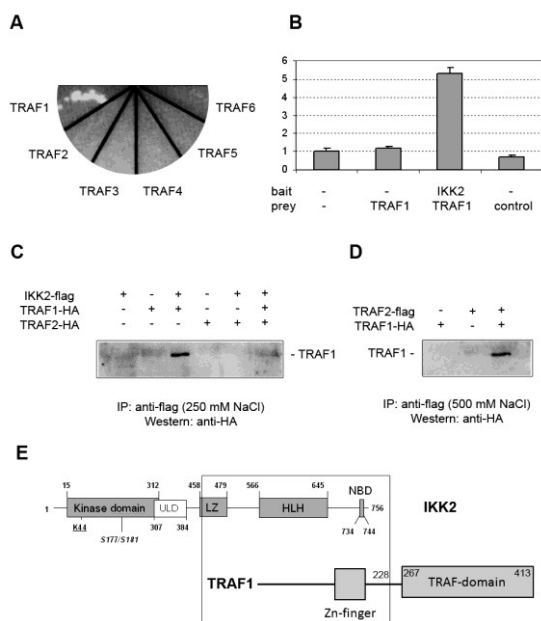 A
TRAF1
TRAF2
TRAF3
TRAF4
TRAF5
TRAF6
B
6
5
4
3
2
1
0
bait - - IKK2 -
prey - TRAF1 TRAF1 control
C
IKK2-flag + - + - + +
TRAF1-HA - + + - - +
TRAF2-HA - - - + + +
- TRAF1
IP: anti-flag (250 mM NaCl)
Western: anti-HA
D
TRAF2-flag - + +
TRAF1-HA + - +
TRAF1 -
IP: anti-flag (500 mM NaCl)
Western: anti-HA
E
15 312 458 479 566 645
NBD
1 Kinase domain ULD LZ HLH 756 IKK2
K44 307 384 734 744
S177/S181
TRAF1 228 267 TRAF-domain 413
Zn-finger